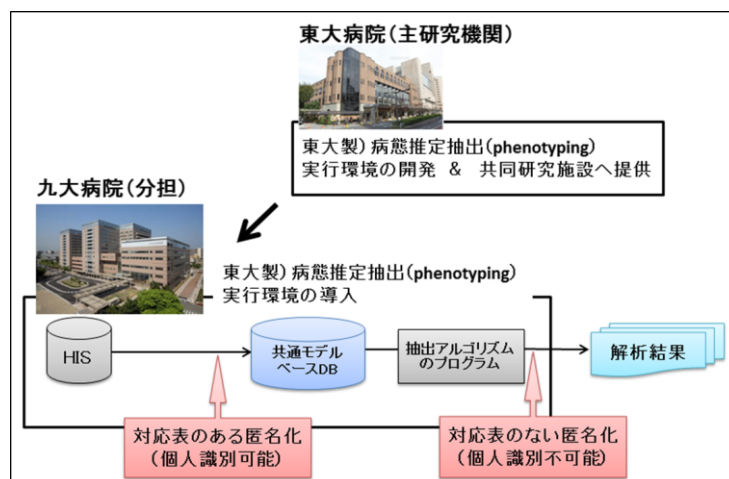 東大病院(主研究機関)
東大製)病態推定抽出(phenotyping)
実行環境の開発 & 共同研究施設へ提供
九大病院(分担)
東大製)病態推定抽出(phenotyping)
実行環境の導入
HIS
共通モデル
ベースDB
抽出アルゴリズム
のプログラム
解析結果
対応表のある匿名化
(個人識別可能)
対応表のない匿名化
(個人識別不可能)